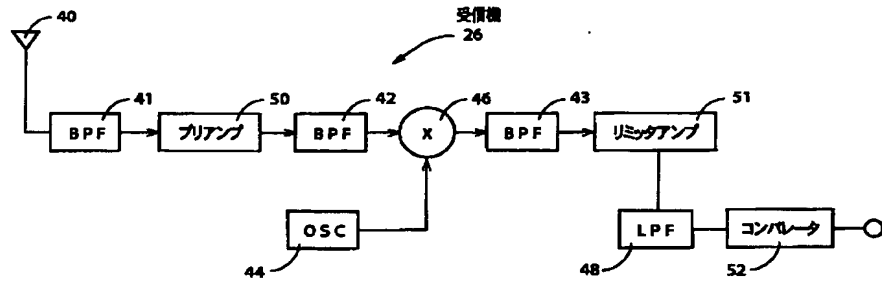 受信機
26
40
41
50
42
46
43
51
BPF
プリアンプ
BPF
X
BPF
リミッタアンプ
OSC
44
LPF
48
コンパレータ
52